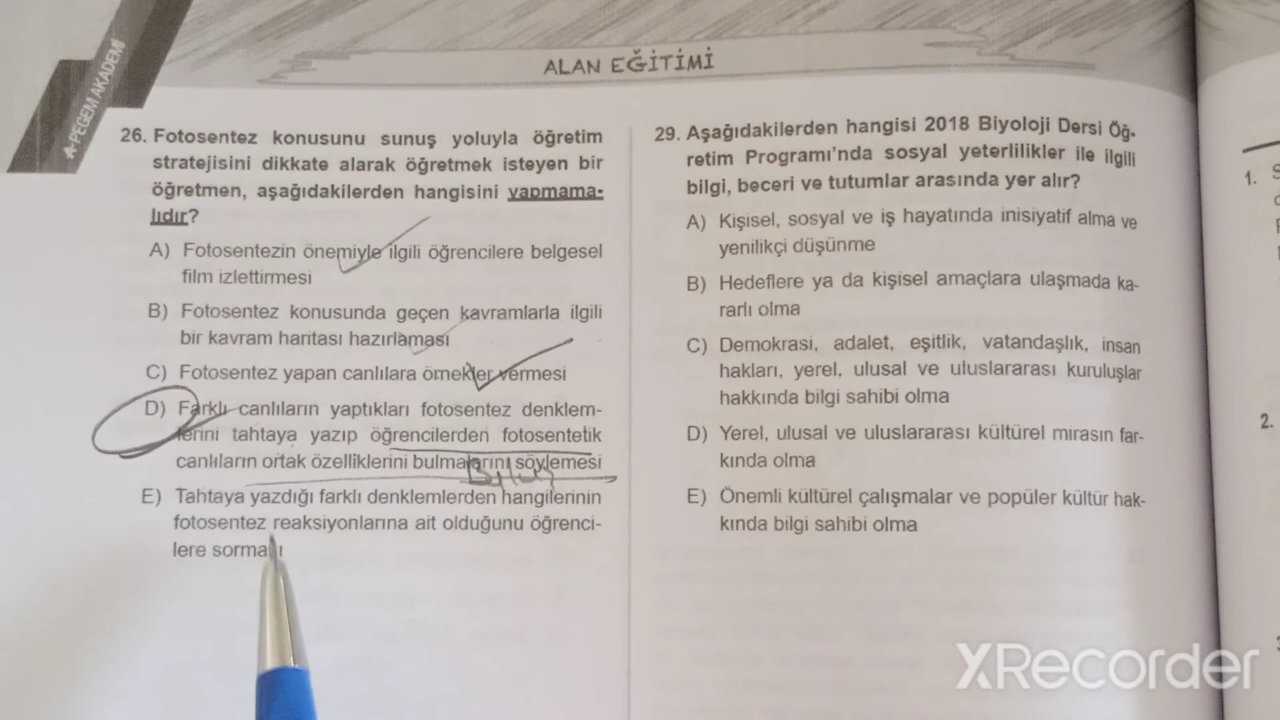 PEGEM AKADEMİ
ALAN EĞİTİMİ
26. Fotosentez konusunu sunuş yoluyla öğretim
stratejisini dikkate alarak öğretmek isteyen bir
öğretmen, aşağıdakilerden hangisini yapmama-
lıdır?
A) Fotosentezin önemiyle ilgili öğrencilere belgesel
film izlettirmesi
B) Fotosentez konusunda geçen kavramlarla ilgili
bir kavram haritası hazırlaması
C) Fotosentez yapan canlılara örnekler vermesi
D) Farklı canlıların yaptıkları fotosentez denklem-
lerini tahtaya yazıp öğrencilerden fotosentetik
canlıların ortak özelliklerini bulmalarını söylemesi
E) Tahtaya yazdığı farklı denklemlerden hangilerinin
fotosentez reaksiyonlarına ait olduğunu öğrenci-
lere sorması
29. Aşağıdakilerden hangisi 2018 Biyoloji Dersi Öğ-
retim Programı'nda sosyal yeterlilikler ile ilgili
bilgi, beceri ve tutumlar arasında yer alır?
A) Kişisel, sosyal ve iş hayatında inisiyatif alma ve
yenilikçi düşünme
B) Hedeflere ya da kişisel amaçlara ulaşmada ka-
rarlı olma
C) Demokrasi, adalet, eşitlik, vatandaşlık, insan
hakları, yerel, ulusal ve uluslararası kuruluşlar
hakkında bilgi sahibi olma
D) Yerel, ulusal ve uluslararası kültürel mirasın far-
kında olma
E) Önemli kültürel çalışmalar ve popüler kültür hak-
kında bilgi sahibi olma
1.
2.
XRecorder